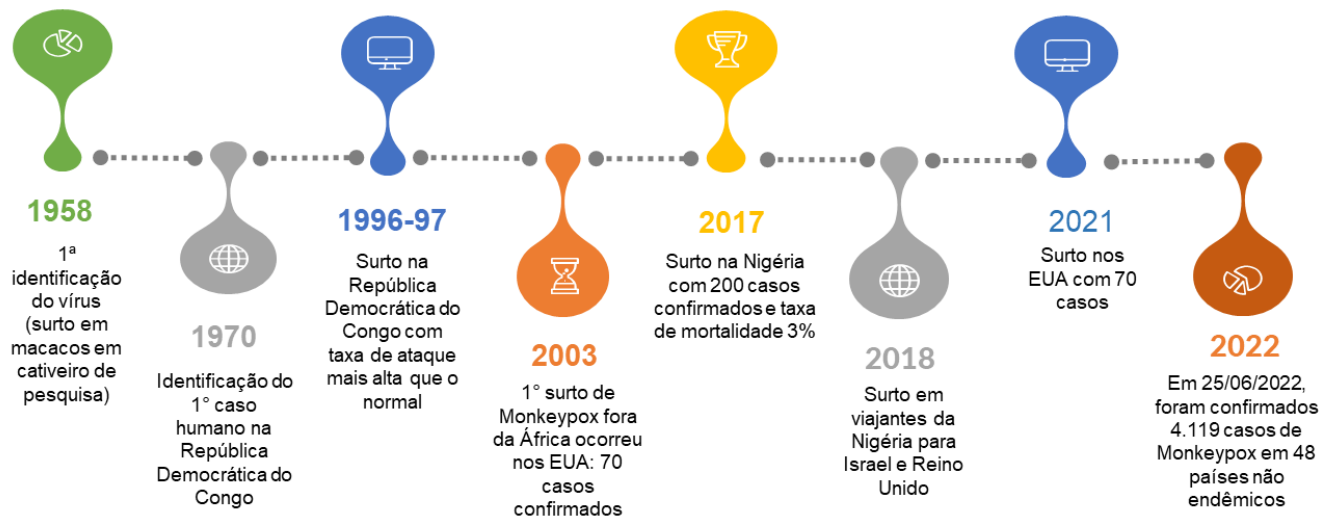 1958
1ª
identificação
do vírus
(surto em
macacos em
cativeiro de
pesquisa)
1970
Identificação do
1° caso
humano na
República
Democrática do
Congo
1996-97
Surto na
República
Democrática do
Congo com
taxa de ataque
mais alta que o
normal
2003
1° surto de
Monkeypox fora
da África ocorreu
nos EUA: 70
casos
confirmados
2017
Surto na Nigéria
com 200 casos
confirmados e taxa
de mortalidade 3%
2018
Surto em
viajantes da
Nigéria para
Israel e Reino
Unido
2021
Surto nos
EUA com 70
casos
2022
Em 25/06/2022,
foram confirmados
4.119 casos de
Monkeypox em 48
países não
endêmicos